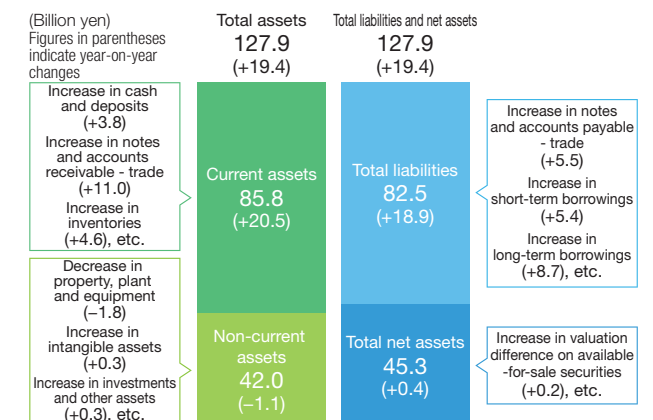 (Billion yen)
Figures in parentheses
indicate year-on-year
changes
Total assets
127.9
(+19.4)
Total liabilities and net assets
127.9
(+19.4)
Increase in cash
and deposits
(+3.8)
Increase in notes
and accounts
receivable - trade
(+11.0)
Increase in
inventories
(+4.6), etc.
Decrease in
property, plant
and equipment
(−1.8)
Increase in
intangible assets
(+0.3)
Increase in investments
and other assets
(+0.3), etc.
Current assets
85.8
(+20.5)
Non-current
assets
42.0
(−1.1)
Total liabilities
82.5
(+18.9)
Total net assets
45.3
(+0.4)
Increase in notes
and accounts payable
- trade
(+5.5)
Increase in
short-term borrowings
(+5.4)
Increase in
long-term borrowings
(+8.7), etc.
Increase in valuation
difference on available
-for-sale securities
(+0.2), etc.